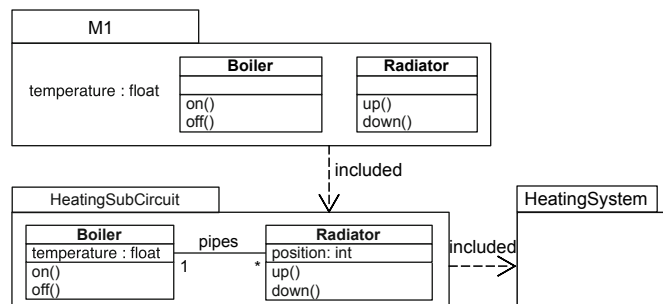 M1
Boiler
Radiator
temperature : float
on()
off()
up()
down()
included
HeatingSubCircuit
HeatingSystem
Boiler
temperature : float
on()
off()
pipes
1
*
Radiator
position: int
up()
down()
included